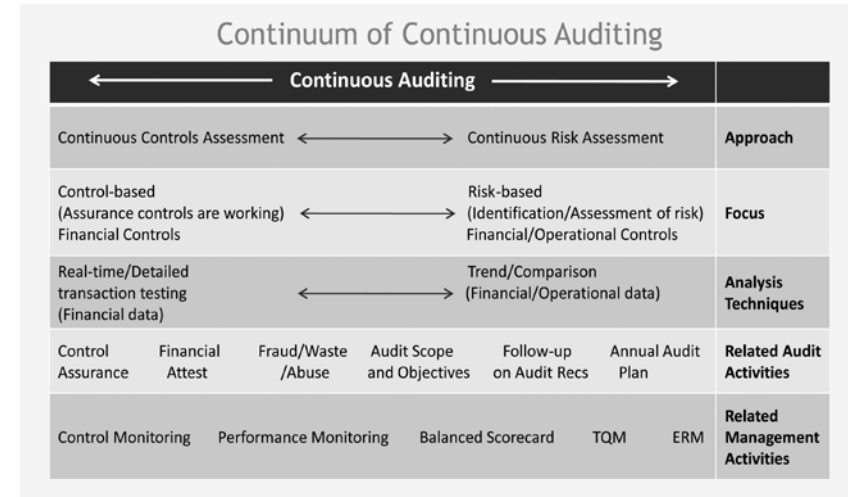 Continuum of Continuous Auditing
Continuous Auditing
Continuous Controls Assessment Continuous Risk Assessment Approach
Control-based
(Assurance controls are working)
Financial Controls
Risk-based
(Identification/Assessment of risk)
Financial/Operational Controls
Focus
Real-time/Detailed
transaction testing
(Financial data)
Trend/Comparison
(Financial/Operational data)
Analysis
Techniques
Control
Assurance
Financial
Attest
Fraud/Waste
/Abuse
Audit Scope
and Objectives
Follow-up
on Audit Recs
Annual Audit
Plan
Related Audit
Activities
Control Monitoring Performance Monitoring Balanced Scorecard TQM ERM
Related
Management
Activities